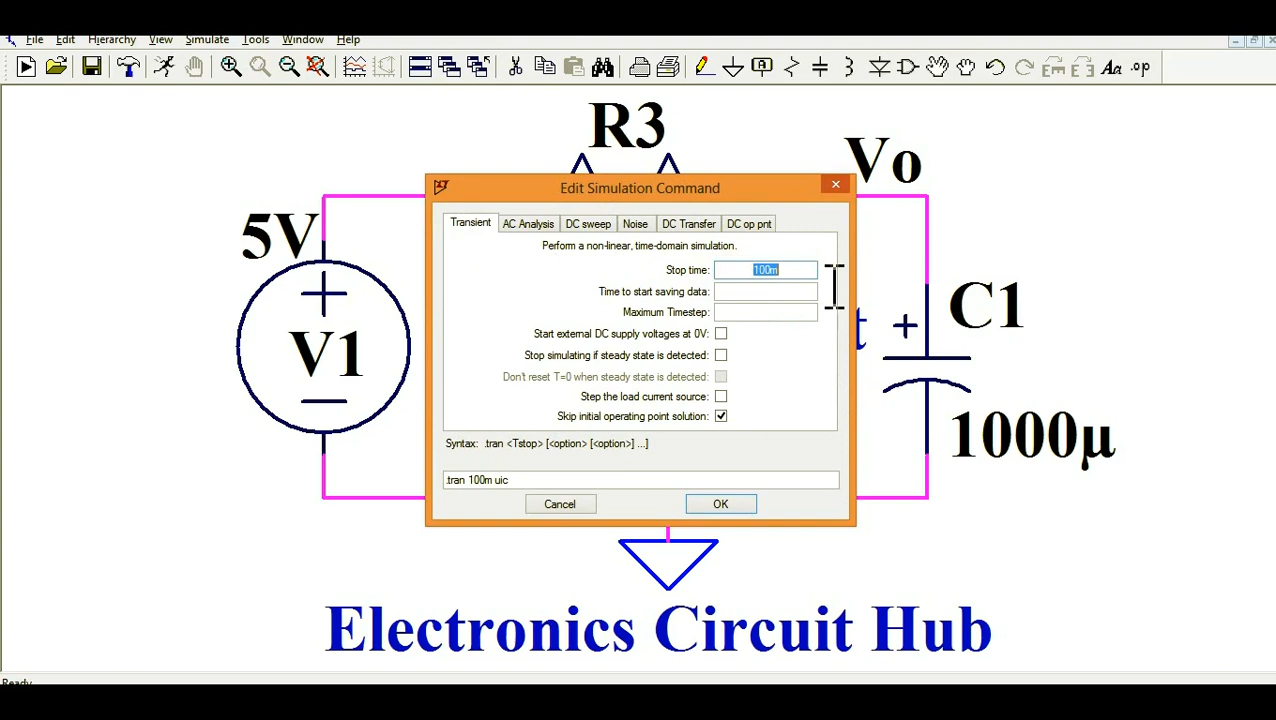 File Edit Hierarchy View Simulate Tools Window Help
A Aa .op
R3
Vo
5V
V1
C1
1000µ
t
Edit Simulation Command
Transient AC Analysis DC sweep Noise DC Transfer DC op pnt
Perform a non-linear, time-domain simulation.
Stop time: 100m
Time to start saving data:
Maximum Timestep:
Start external DC supply voltages at 0V:
Stop simulating if steady state is detected:
Don't reset T=0 when steady state is detected:
Step the load current source:
Skip initial operating point solution:
Syntax: .tran <Tstop> [<option> [<option>] ...]
.tran 100m uic
Cancel OK
Electronics Circuit Hub
Ready